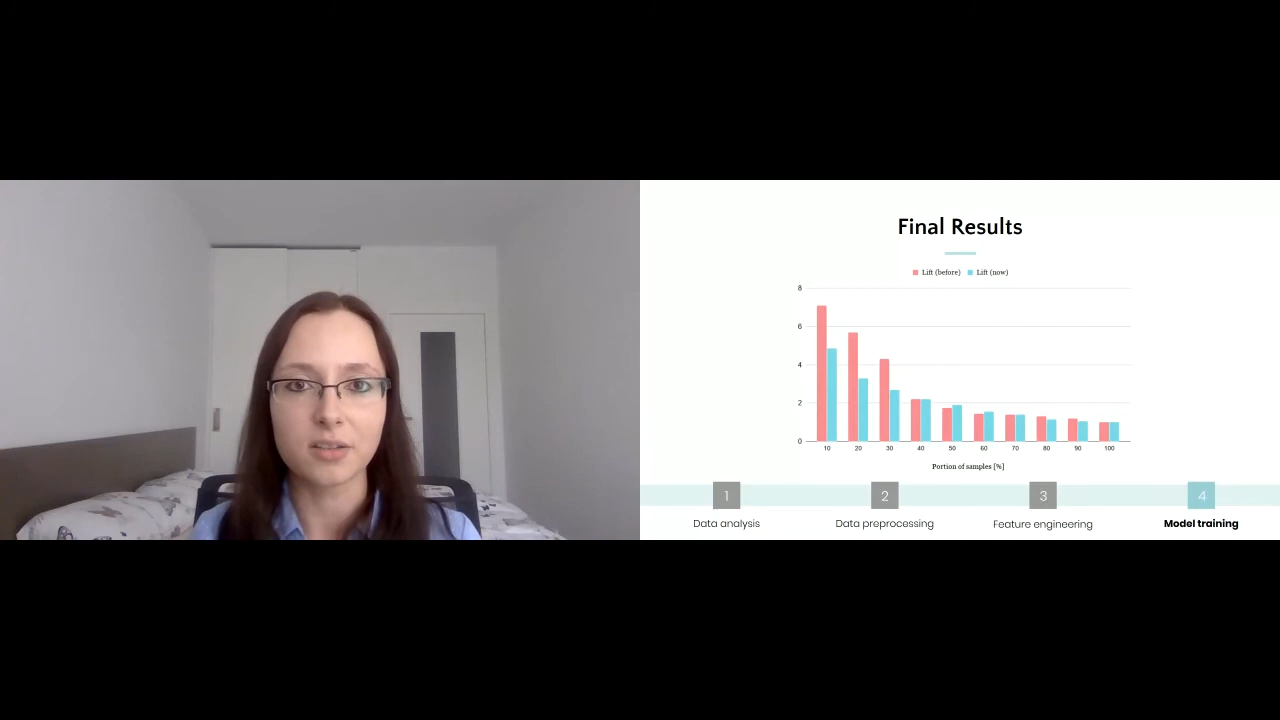 Final Results
Lift (before) Lift (now)
8
6
4
2
0
10 20 30 40 50 60 70 80 90 100
Portion of samples [%]
1 2 3 4
Data analysis Data preprocessing Feature engineering Model training